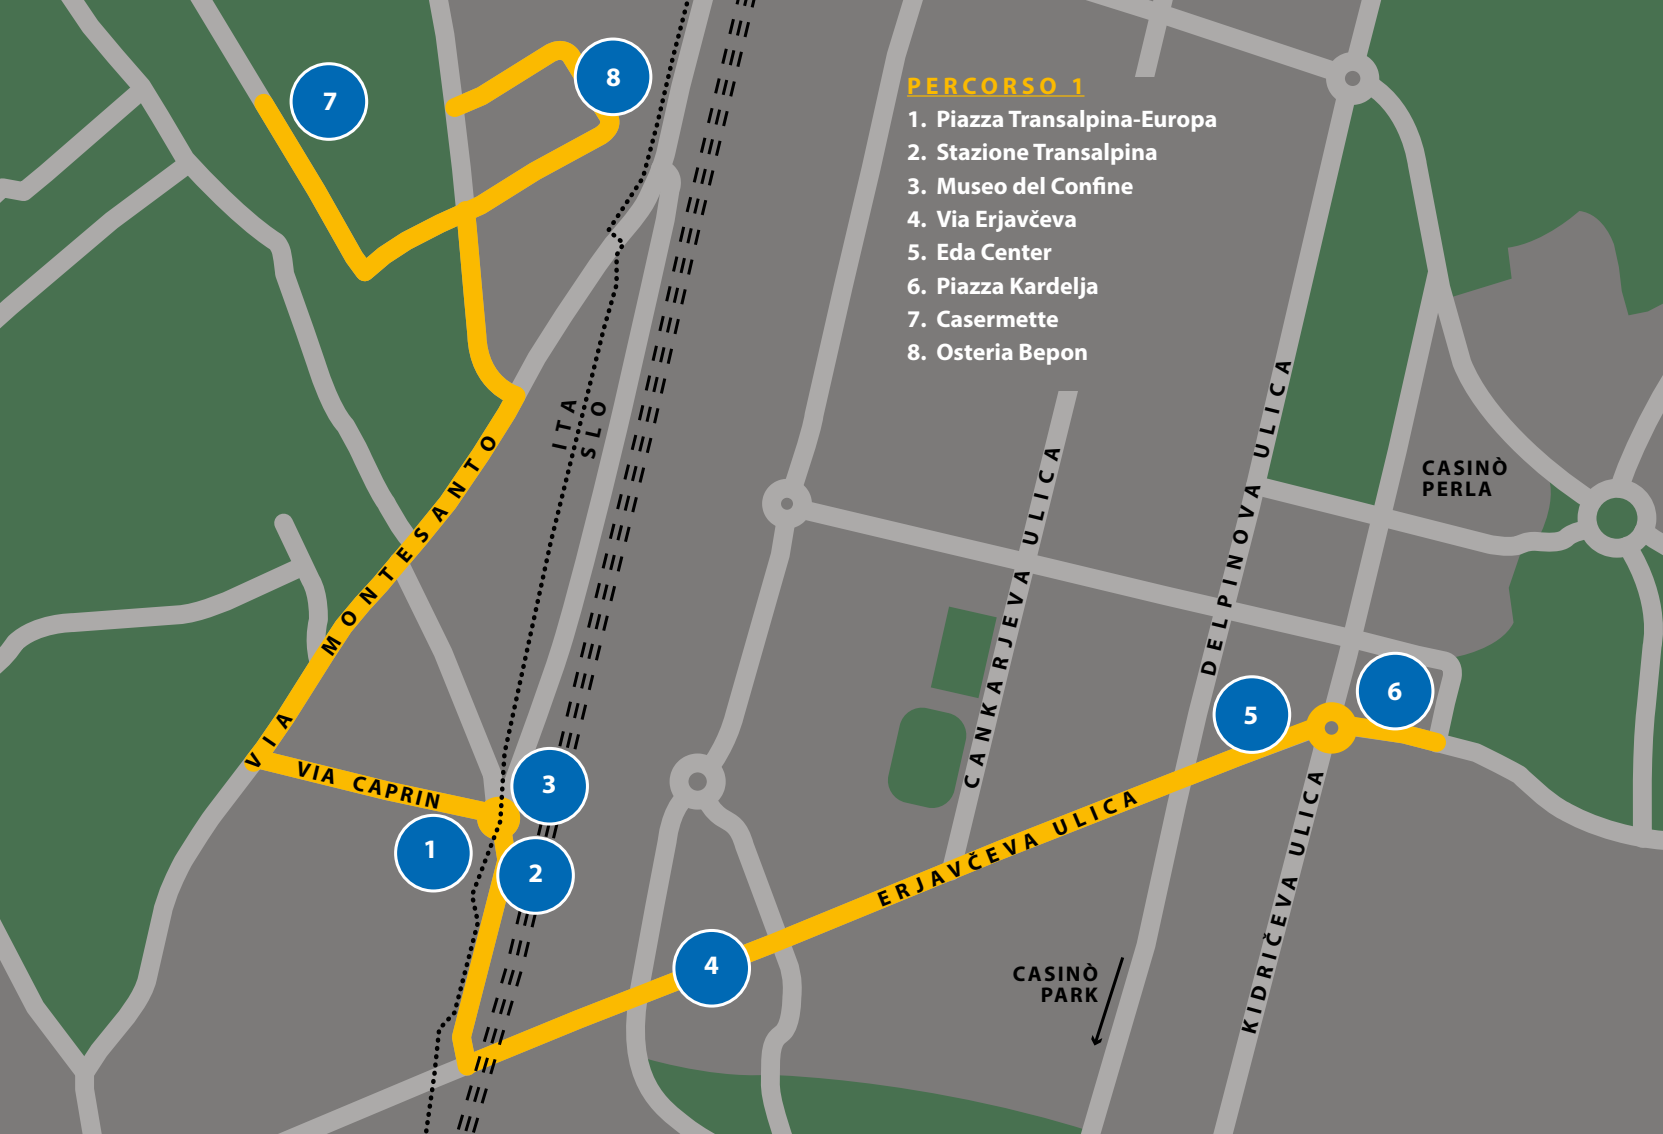 7
8
PERCORSO 1
1. Piazza Transalpina-Europa
2. Stazione Transalpina
3. Museo del Confine
4. Via Erjavčeva
5. Eda Center
6. Piazza Kardelja
7. Casermette
8. Osteria Bepon
ITA
SLO
VIA MONTESANTO
VIA CAPRIN
CANKARJEVA ULICA
DELPINOVA ULICA
CASINÒ
PERLA
6
5
3
1
2
ERJAVČEVA ULICA
KIDRIČEVA ULICA
4
CASINÒ
PARK